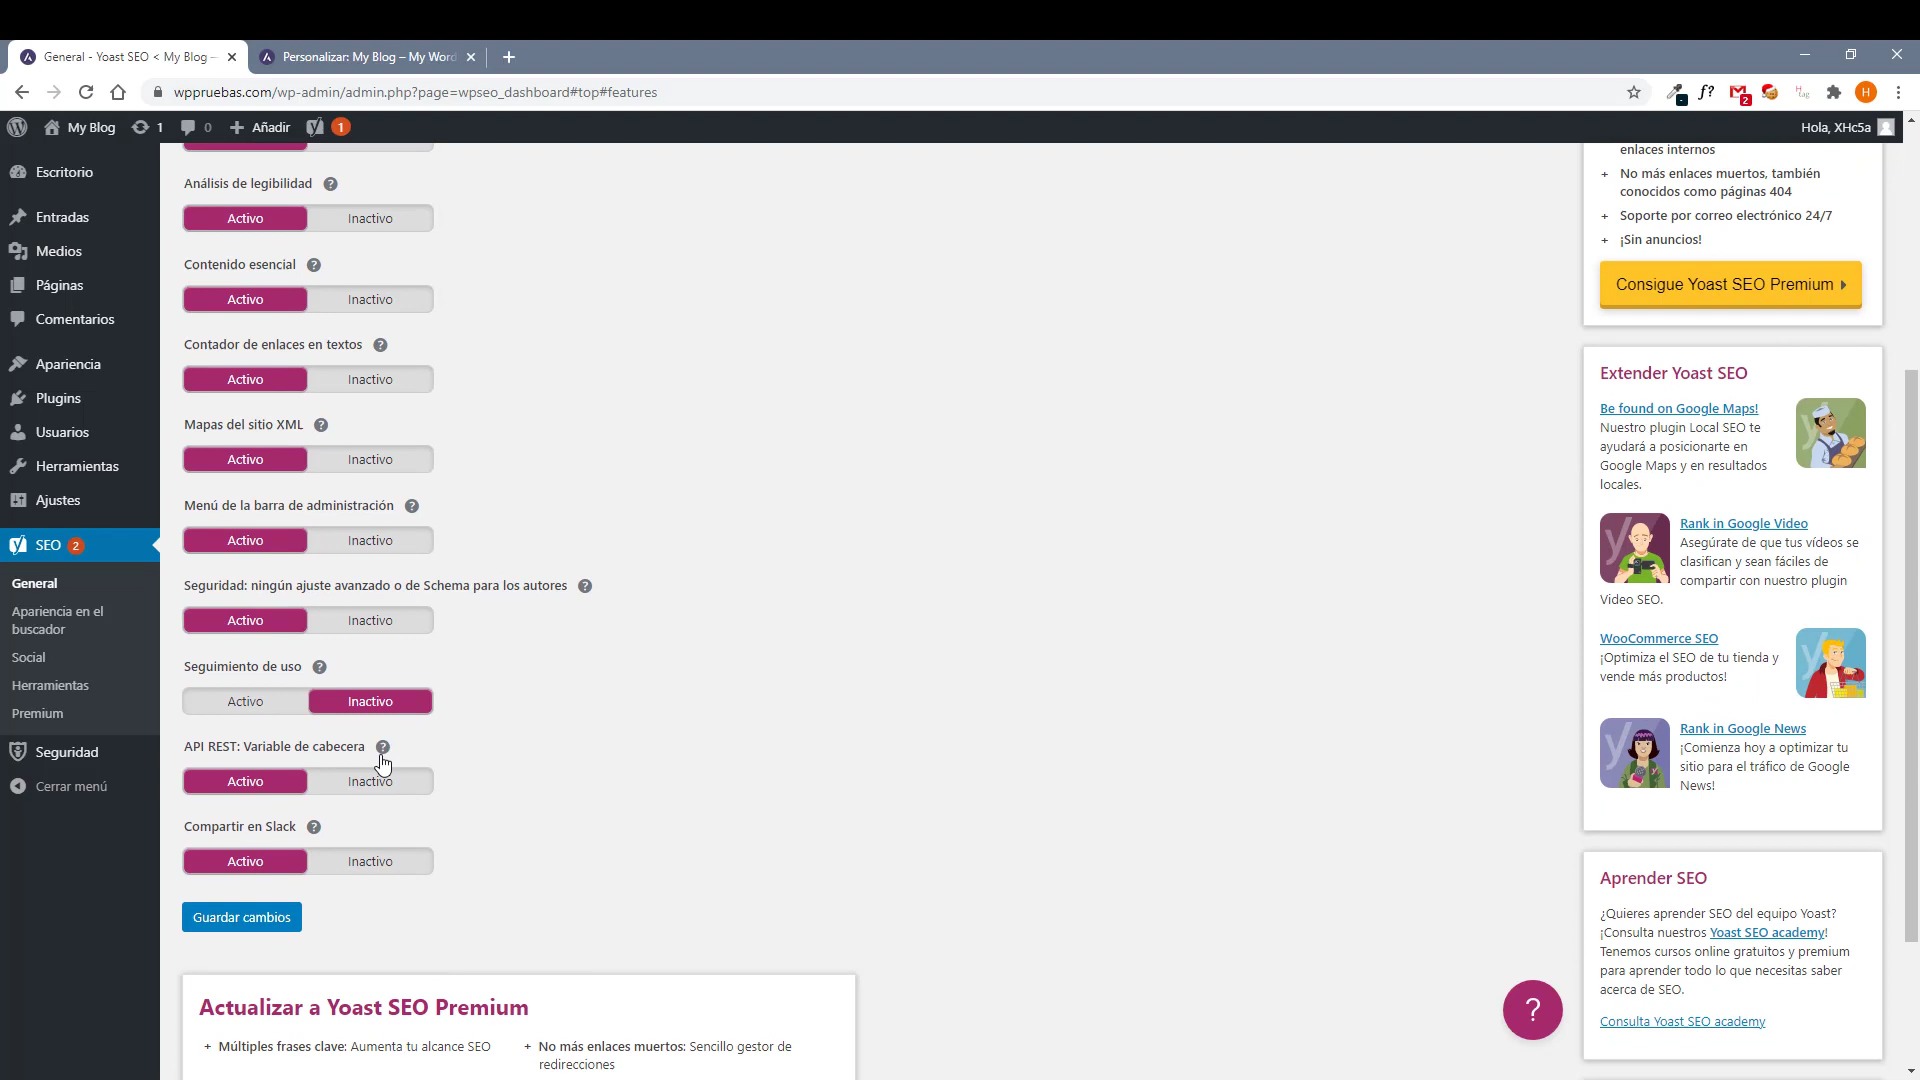 General - Yoast SEO < My Blog –
Personalizar: My Blog – My Word
wppruebas.com/wp-admin/admin.php?page=wpseo_dashboard#top#features
f?
2
H
My Blog
1
0
Añadir
1
Hola, XHc5a
Escritorio
Entradas
Medios
Páginas
Comentarios
Apariencia
Plugins
Usuarios
Herramientas
Ajustes
SEO 2
General
Apariencia en el
buscador
Social
Herramientas
Premium
Seguridad
Cerrar menú
Análisis de legibilidad ?
Activo Inactivo
Contenido esencial ?
Activo Inactivo
Contador de enlaces en textos ?
Activo Inactivo
Mapas del sitio XML ?
Activo Inactivo
Menú de la barra de administración ?
Activo Inactivo
Seguridad: ningún ajuste avanzado o de Schema para los autores ?
Activo Inactivo
Seguimiento de uso ?
Activo Inactivo
API REST: Variable de cabecera ?
Activo Inactivo
Compartir en Slack ?
Activo Inactivo
Guardar cambios
Actualizar a Yoast SEO Premium
+ Múltiples frases clave: Aumenta tu alcance SEO
+ No más enlaces muertos: Sencillo gestor de
redirecciones
enlaces internos
+ No más enlaces muertos, también
conocidos como páginas 404
+ Soporte por correo electrónico 24/7
+ ¡Sin anuncios!
Consigue Yoast SEO Premium
Extender Yoast SEO
Be found on Google Maps!
Nuestro plugin Local SEO te
ayudará a posicionarte en
Google Maps y en resultados
locales.
Rank in Google Video
Asegúrate de que tus vídeos se
clasifican y sean fáciles de
compartir con nuestro plugin
Video SEO.
WooCommerce SEO
¡Optimiza el SEO de tu tienda y
vende más productos!
Rank in Google News
¡Comienza hoy a optimizar tu
sitio para el tráfico de Google
News!
Aprender SEO
¿Quieres aprender SEO del equipo Yoast?
¡Consulta nuestros Yoast SEO academy!
Tenemos cursos online gratuitos y premium
para aprender todo lo que necesitas saber
acerca de SEO.
Consulta Yoast SEO academy
?